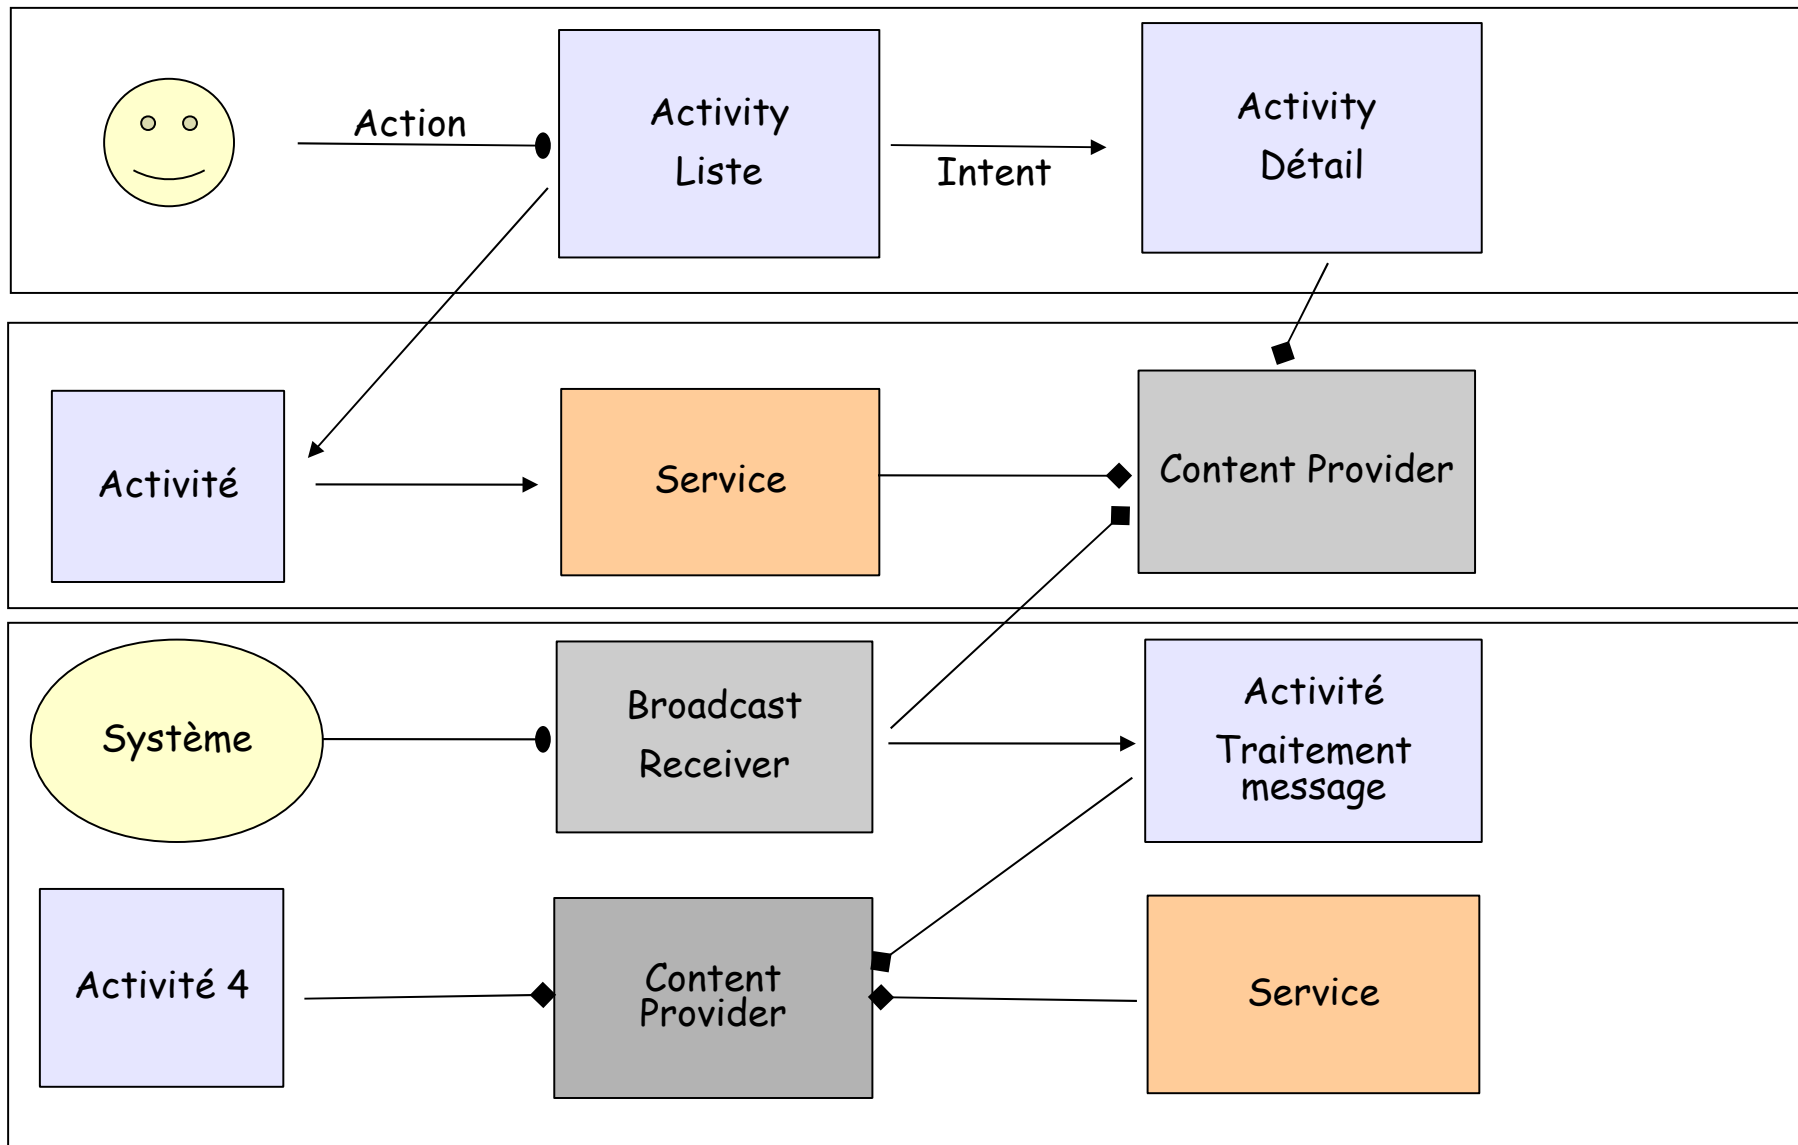 Action
Activity
Liste
Intent
Activity
Détail
Activité
Service
Content Provider
Système
Broadcast
Receiver
Activité
Traitement
message
Activité 4
Content
Provider
Service